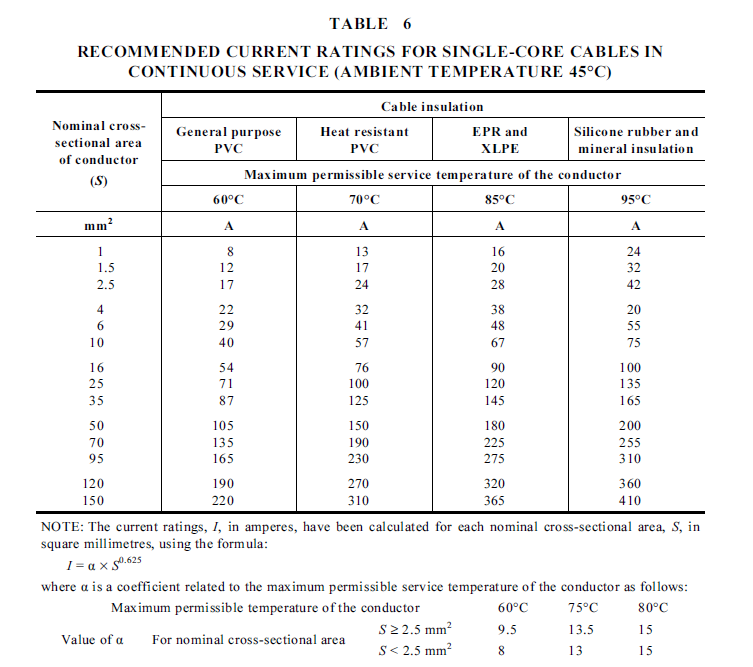 TABLE 6
RECOMMENDED CURRENT RATINGS FOR SINGLE-CORE CABLES IN
CONTINUOUS SERVICE (AMBIENT TEMPERATURE 45°C)
Nominal cross-sectional area of conductor (S) Cable insulation
General purpose PVC Heat resistant PVC EPR and XLPE Silicone rubber and mineral insulation
Maximum permissible service temperature of the conductor
60°C 70°C 85°C 95°C
mm² A A A A
1 8 13 16 24
1.5 12 17 20 32
2.5 17 24 28 42
4 22 32 38 20
6 29 41 48 55
10 40 57 67 75
16 54 76 90 100
25 71 100 120 135
35 87 125 145 165
50 105 150 180 200
70 135 190 225 255
95 165 230 275 310
120 190 270 320 360
150 220 310 365 410
NOTE: The current ratings, I, in amperes, have been calculated for each nominal cross-sectional area, S, in
square millimetres, using the formula:
I = α × S^0.625
where α is a coefficient related to the maximum permissible service temperature of the conductor as follows:
Maximum permissible temperature of the conductor 60°C 75°C 80°C
Value of α For nominal cross-sectional area S ≥ 2.5 mm² 9.5 13.5 15
S < 2.5 mm² 8 13 15